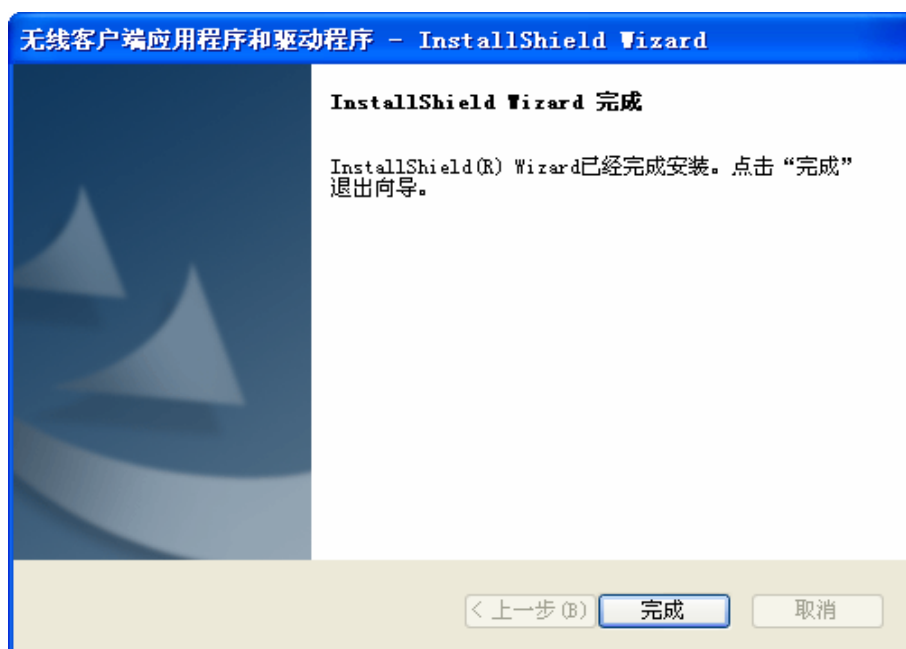 无线客户端应用程序和驱动程序 - InstallShield Wizard
InstallShield Wizard 完成
InstallShield(R) Wizard已经完成安装。点击“完成”
退出向导。
< 上一步(B)
完成
取消